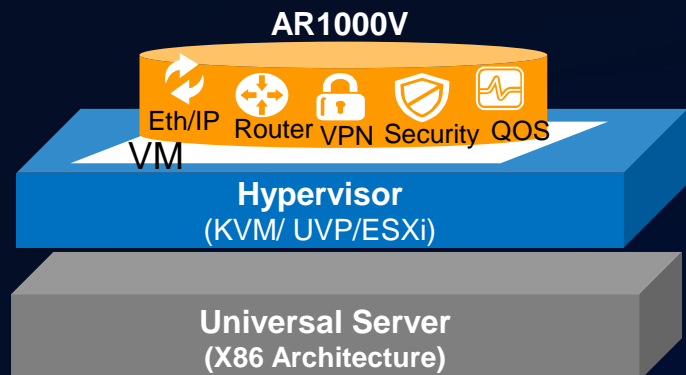 AR1000V
Eth/IP Router VPN Security QOS
VM
Hypervisor
(KVM/ UVP/ESXi)
Universal Server
(X86 Architecture)